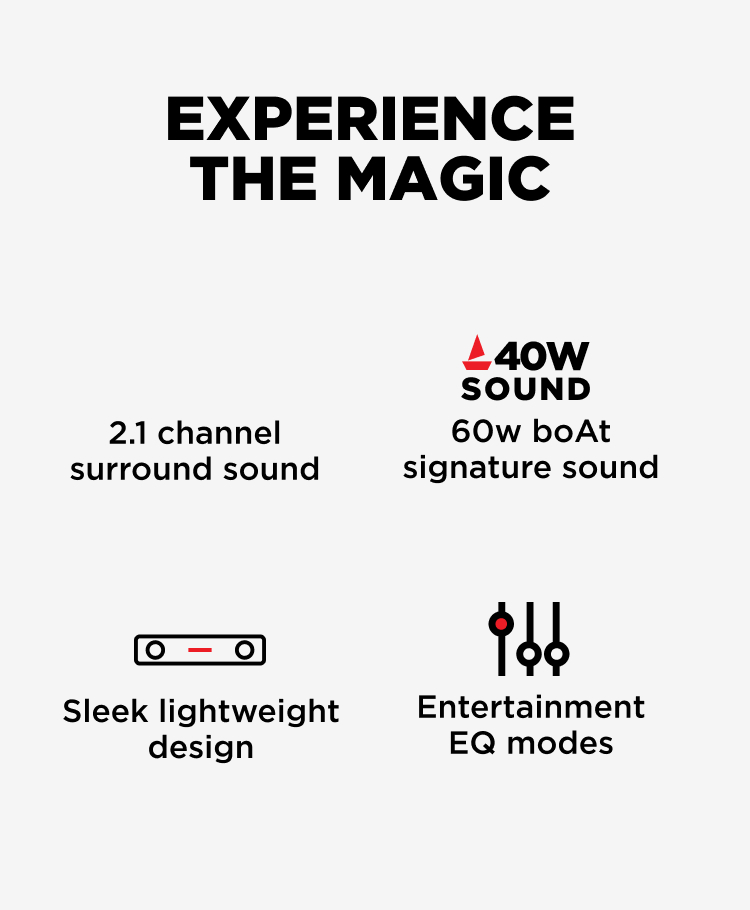 EXPERIENCE
THE MAGIC
40W
SOUND
2.1 channel
surround sound
60w boAt
signature sound
Sleek lightweight
design
Entertainment
EQ modes